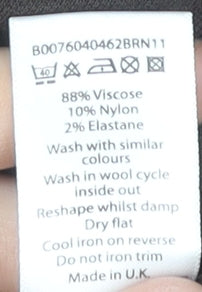 B0076040462BRN11
40
88% Viscose
10% Nylon
2% Elastane
Wash with similar
colours
Wash in wool cycle
inside out
Reshape whilst damp
Dry flat
Cool iron on reverse
Do not iron trim
Made in U.K.